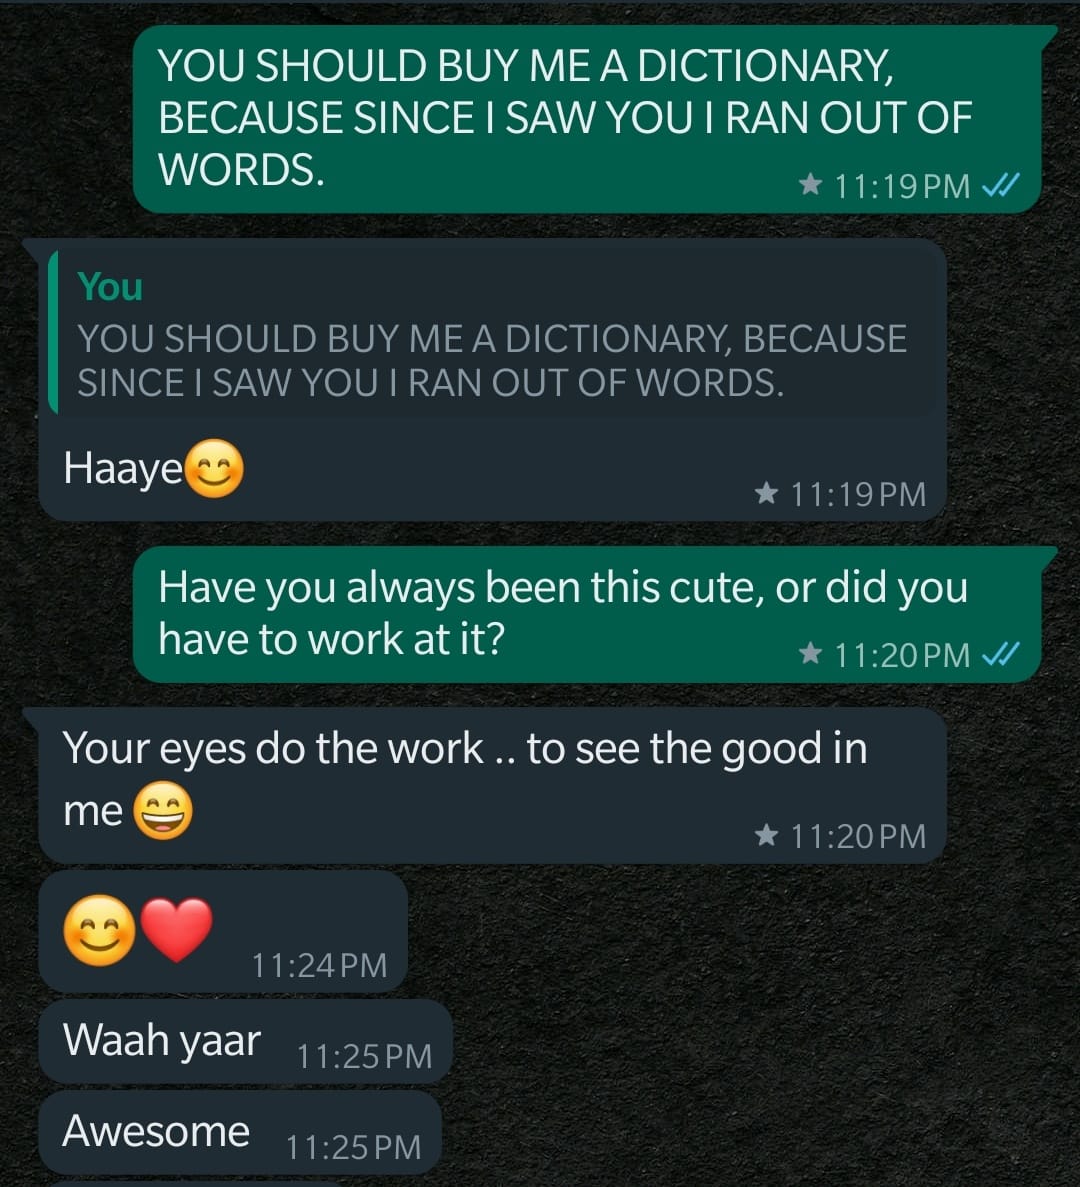 YOU SHOULD BUY ME A DICTIONARY,
BECAUSE SINCE I SAW YOU I RAN OUT OF
WORDS.
★ 11:19 PM
You
YOU SHOULD BUY ME A DICTIONARY, BECAUSE
SINCE I SAW YOU I RAN OUT OF WORDS.
Haaye😊
★ 11:19 PM
Have you always been this cute, or did you
have to work at it?
★ 11:20 PM
Your eyes do the work .. to see the good in
me 😄
★ 11:20 PM
😊❤️ 11:24 PM
Waah yaar 11:25 PM
Awesome 11:25 PM